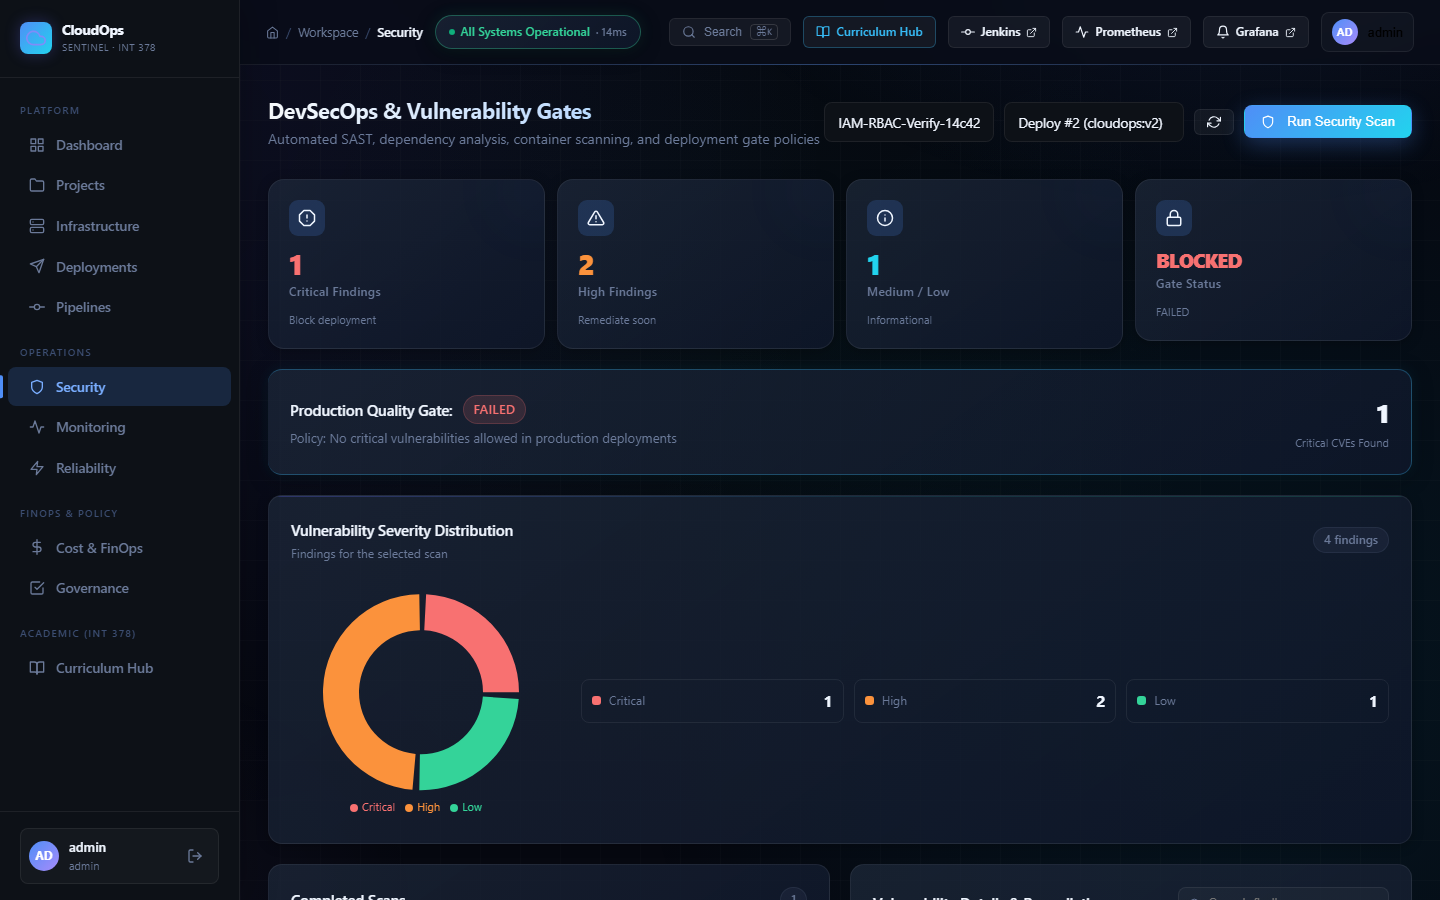 CloudOps
SENTINEL · INT 378
PLATFORM
Dashboard
Projects
Infrastructure
Deployments
Pipelines
OPERATIONS
Security
Monitoring
Reliability
FINOPS & POLICY
Cost & FinOps
Governance
ACADEMIC (INT 378)
Curriculum Hub
AD
admin
admin
/ Workspace / Security
All Systems Operational · 14ms
Search ⌘K
Curriculum Hub
Jenkins
Prometheus
Grafana
AD admin
DevSecOps & Vulnerability Gates
Automated SAST, dependency analysis, container scanning, and deployment gate policies
IAM-RBAC-Verify-14c42
Deploy #2 (cloudops:v2)
Run Security Scan
1
Critical Findings
Block deployment
2
High Findings
Remediate soon
1
Medium / Low
Informational
BLOCKED
Gate Status
FAILED
Production Quality Gate: FAILED
Policy: No critical vulnerabilities allowed in production deployments
1
Critical CVEs Found
Vulnerability Severity Distribution
Findings for the selected scan
4 findings
Critical High Low
Critical 1
High 2
Low 1
Completed Scans
1